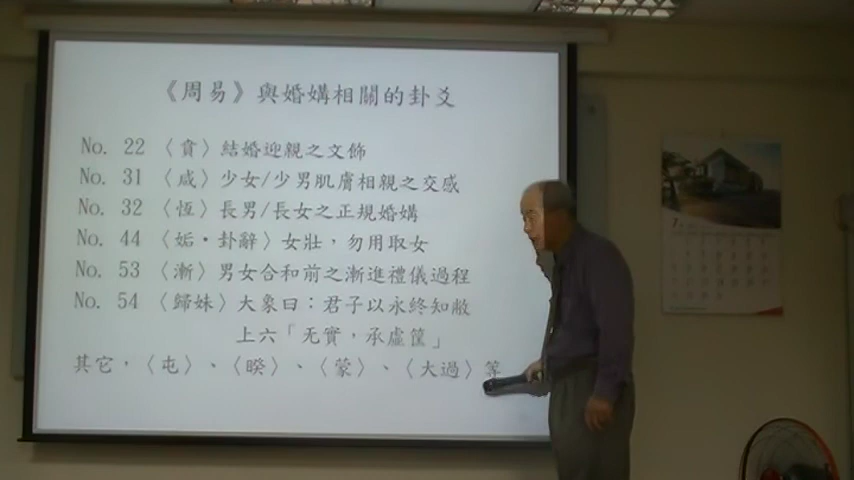 《周易》與婚媾相關的卦爻
No. 22〈賁〉結婚迎親之文飾
No. 31〈咸〉少女/少男肌膚相親之交感
No. 32〈恆〉長男/長女之正規婚媾
No. 44〈姤‧卦辭〉女壯，勿用取女
No. 53〈漸〉男女合和前之漸進禮儀過程
No. 54〈歸妹〉大象曰：君子以永終知敝
上六「无實，承虛筐」
其它，〈屯〉、〈睽〉、〈蒙〉、〈大過〉等